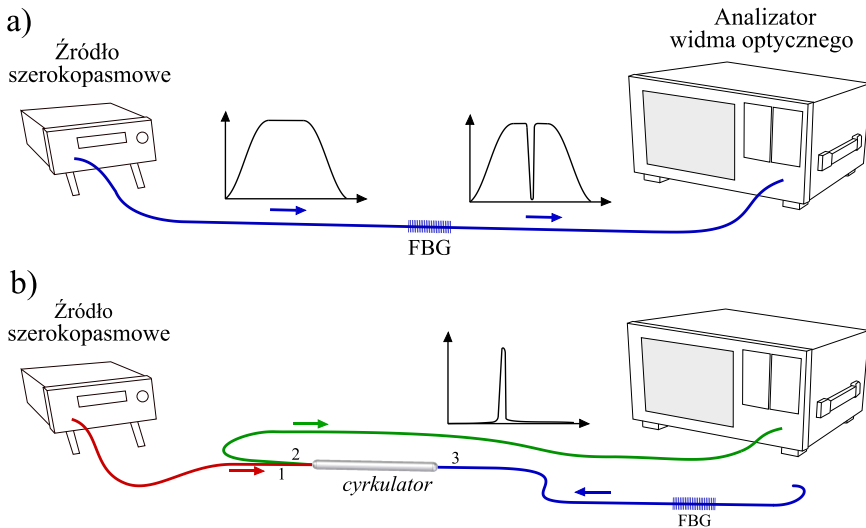 a)
Źródło
szerokopasmowe
Analizator
widma optycznego
FBG
b)
Źródło
szerokopasmowe
2
1
cyrkulator
3
FBG